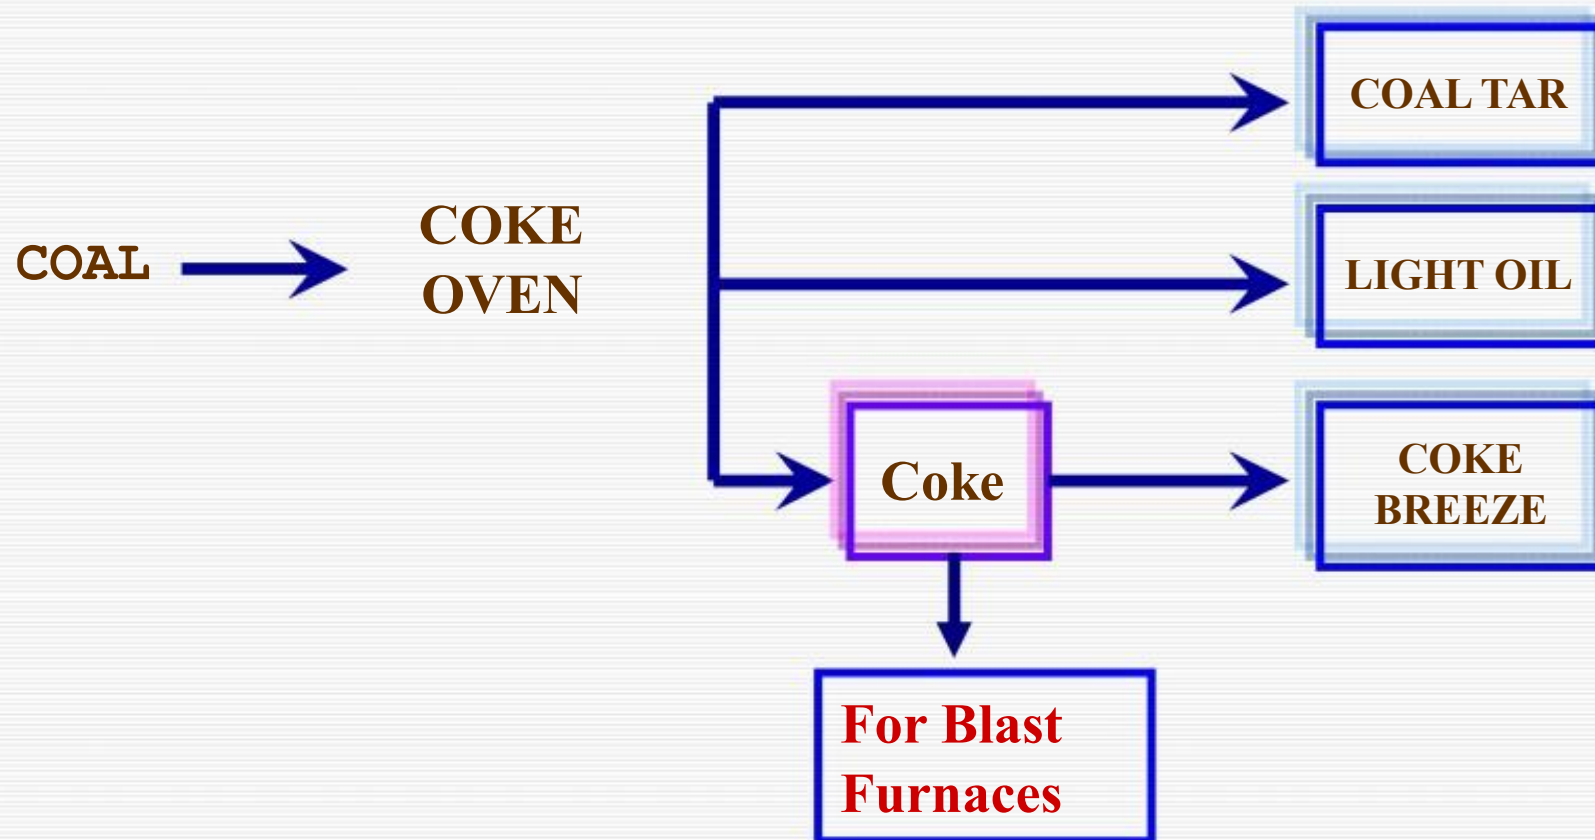 COAL
COKE
OVEN
COAL TAR
LIGHT OIL
Coke
COKE
BREEZE
For Blast
Furnaces